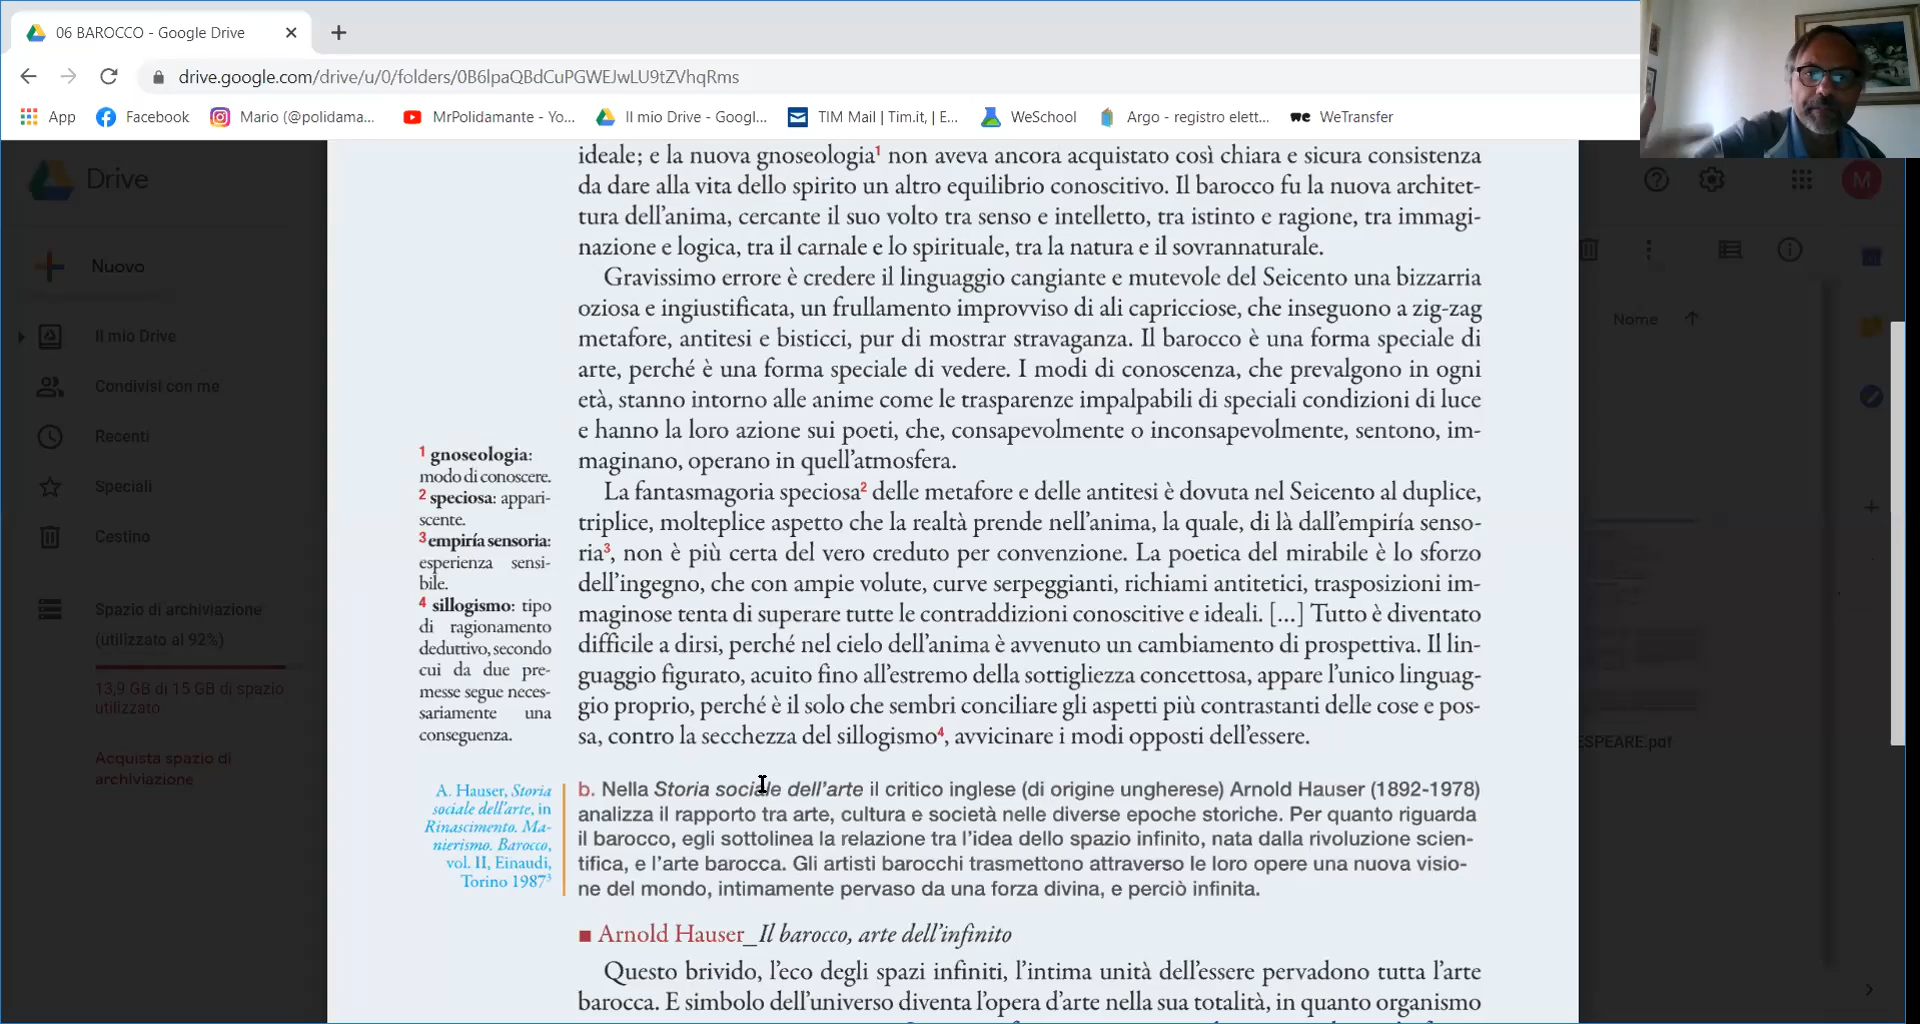 06 BAROCCO - Google Drive
drive.google.com/drive/u/0/folders/0B6lpaQBdCuPGWEJwLU9tZVhqRms
App Facebook Mario (@polidama... MrPolidamante - Yo... Il mio Drive - Googl... TIM Mail | Tim.it, | E... WeSchool Argo - registro elett... WeTransfer
Drive
M
Nuovo
Il mio Drive
Condivisi con me
Recenti
Speciali
Cestino
Spazio di archiviazione
(utilizzato al 92%)
13,9 GB di 15 GB di spazio
utilizzato
Acquista spazio di
archiviazione
Nome
ESPEARE.pdf
ideale; e la nuova gnoseologia1 non aveva ancora acquistato così chiara e sicura consistenza
da dare alla vita dello spirito un altro equilibrio conoscitivo. Il barocco fu la nuova architet-
tura dell'anima, cercante il suo volto tra senso e intelletto, tra istinto e ragione, tra immagi-
nazione e logica, tra il carnale e lo spirituale, tra la natura e il sovrannaturale.
Gravissimo errore è credere il linguaggio cangiante e mutevole del Seicento una bizzarria
oziosa e ingiustificata, un frullamento improvviso di ali capricciose, che inseguono a zig-zag
metafore, antitesi e bisticci, pur di mostrar stravaganza. Il barocco è una forma speciale di
arte, perché è una forma speciale di vedere. I modi di conoscenza, che prevalgono in ogni
età, stanno intorno alle anime come le trasparenze impalpabili di speciali condizioni di luce
e hanno la loro azione sui poeti, che, consapevolmente o inconsapevolmente, sentono, im-
maginano, operano in quell'atmosfera.
La fantasmagoria speciosa2 delle metafore e delle antitesi è dovuta nel Seicento al duplice,
triplice, molteplice aspetto che la realtà prende nell'anima, la quale, di là dall'empiría senso-
ria3, non è più certa del vero creduto per convenzione. La poetica del mirabile è lo sforzo
dell'ingegno, che con ampie volute, curve serpeggianti, richiami antitetici, trasposizioni im-
maginose tenta di superare tutte le contraddizioni conoscitive e ideali. [...] Tutto è diventato
difficile a dirsi, perché nel cielo dell'anima è avvenuto un cambiamento di prospettiva. Il lin-
guaggio figurato, acuito fino all'estremo della sottigliezza concettosa, appare l'unico linguag-
gio proprio, perché è il solo che sembri conciliare gli aspetti più contrastanti delle cose e pos-
sa, contro la secchezza del sillogismo4, avvicinare i modi opposti dell'essere.
1 gnoseologia:
modo di conoscere.
2 speciosa: appari-
scente.
3 empiría sensoria:
esperienza sensi-
bile.
4 sillogismo: tipo
di ragionamento
deduttivo, secondo
cui da due pre-
messe segue neces-
sariamente una
conseguenza.
A. Hauser, Storia
sociale dell'arte, in
Rinascimento. Ma-
nierismo. Barocco,
vol. II, Einaudi,
Torino 19873
b. Nella Storia sociale dell'arte il critico inglese (di origine ungherese) Arnold Hauser (1892-1978)
analizza il rapporto tra arte, cultura e società nelle diverse epoche storiche. Per quanto riguarda
il barocco, egli sottolinea la relazione tra l'idea dello spazio infinito, nata dalla rivoluzione scien-
tifica, e l'arte barocca. Gli artisti barocchi trasmettono attraverso le loro opere una nuova visio-
ne del mondo, intimamente pervaso da una forza divina, e perciò infinita.
■ Arnold Hauser_Il barocco, arte dell'infinito
Questo brivido, l'eco degli spazi infiniti, l'intima unità dell'essere pervadono tutta l'arte
barocca. E simbolo dell'universo diventa l'opera d'arte nella sua totalità, in quanto organismo